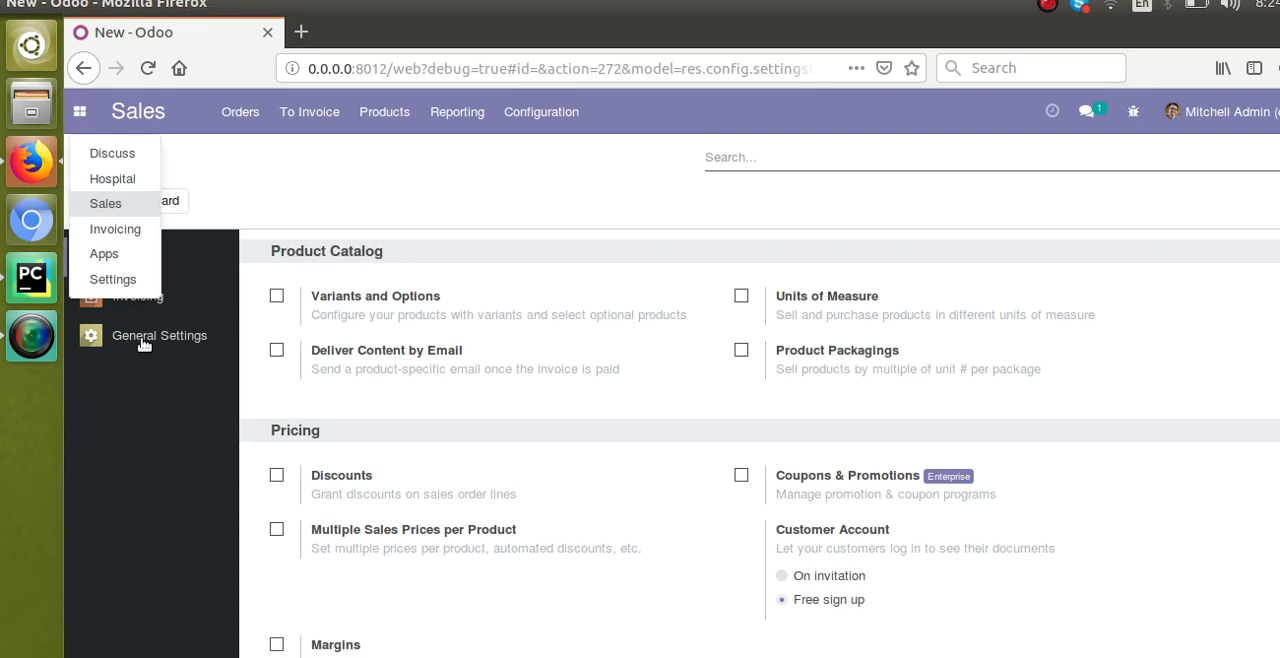 New - Odoo - Mozilla Firefox
En
8:24
New - Odoo
0.0.0.0:8012/web?debug=true#id=&action=272&model=res.config.settings
Search
Sales
Orders
To Invoice
Products
Reporting
Configuration
1
Mitchell Admin (
Discuss
Hospital
Sales
Invoicing
Apps
Settings
Search...
ard
Invoicing
General Settings
Product Catalog
Variants and Options
Configure your products with variants and select optional products
Units of Measure
Sell and purchase products in different units of measure
Deliver Content by Email
Send a product-specific email once the invoice is paid
Product Packagings
Sell products by multiple of unit # per package
Pricing
Discounts
Grant discounts on sales order lines
Coupons & Promotions Enterprise
Manage promotion & coupon programs
Multiple Sales Prices per Product
Set multiple prices per product, automated discounts, etc.
Customer Account
Let your customers log in to see their documents
On invitation
Free sign up
Margins
PC